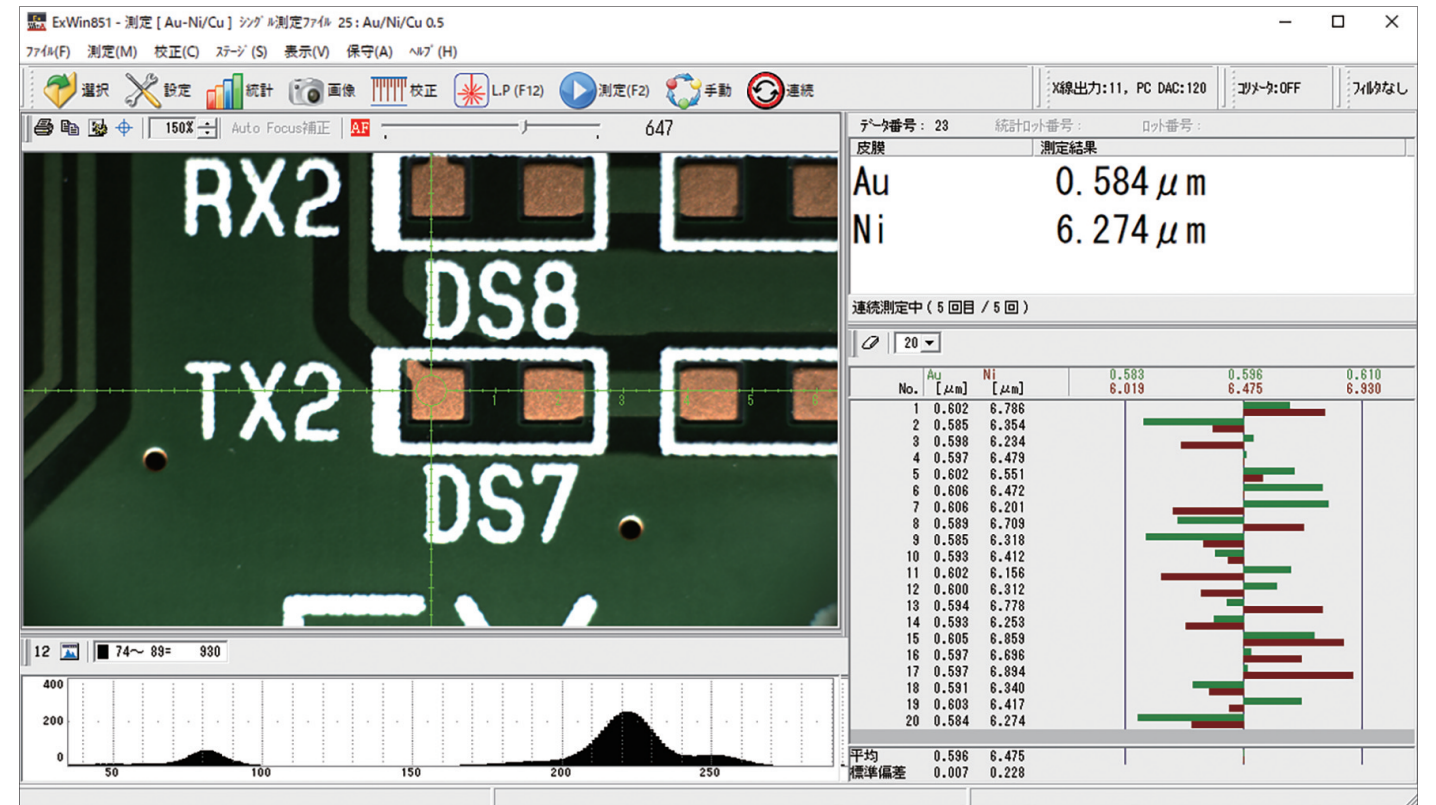 ExWin851 - 測定 [ Au-Ni/Cu ] ｼﾝｸﾞﾙ測定ﾌｧｲﾙ 25 : Au/Ni/Cu 0.5
ﾌｧｲﾙ(F) 測定(M) 校正(C) ｽﾃｰｼﾞ(S) 表示(V) 保守(A) ﾍﾙﾌﾟ(H)
選択 設定 統計 画像 校正 L.P (F12) 測定(F2) 手動 連続 X線出力:11, PC DAC:120 ｺﾘﾒｰﾀ:OFF ﾌｨﾙﾀなし
150% Auto Focus補正 AF 647
RX2
DS8
TX2
1 2 3 4 5 6
DS7
12 74～ 89= 930
400
200
0
50 100 150 200 250
ﾃﾞｰﾀ番号： 23 統計ﾛｯﾄ番号： ﾛｯﾄ番号：
皮膜 測定結果
Au 0.584 μm
Ni 6.274 μm
連続測定中 ( 5 回目 / 5 回 )
20
Au Ni 0.583 0.596 0.610
No. [μm] [μm] 6.019 6.475 6.930
1 0.602 6.786
2 0.585 6.354
3 0.598 6.234
4 0.597 6.479
5 0.602 6.551
6 0.606 6.472
7 0.606 6.201
8 0.589 6.709
9 0.585 6.318
10 0.593 6.412
11 0.602 6.156
12 0.600 6.312
13 0.594 6.778
14 0.593 6.253
15 0.605 6.859
16 0.597 6.696
17 0.597 6.894
18 0.591 6.340
19 0.603 6.417
20 0.584 6.274
平均 0.596 6.475
標準偏差 0.007 0.228